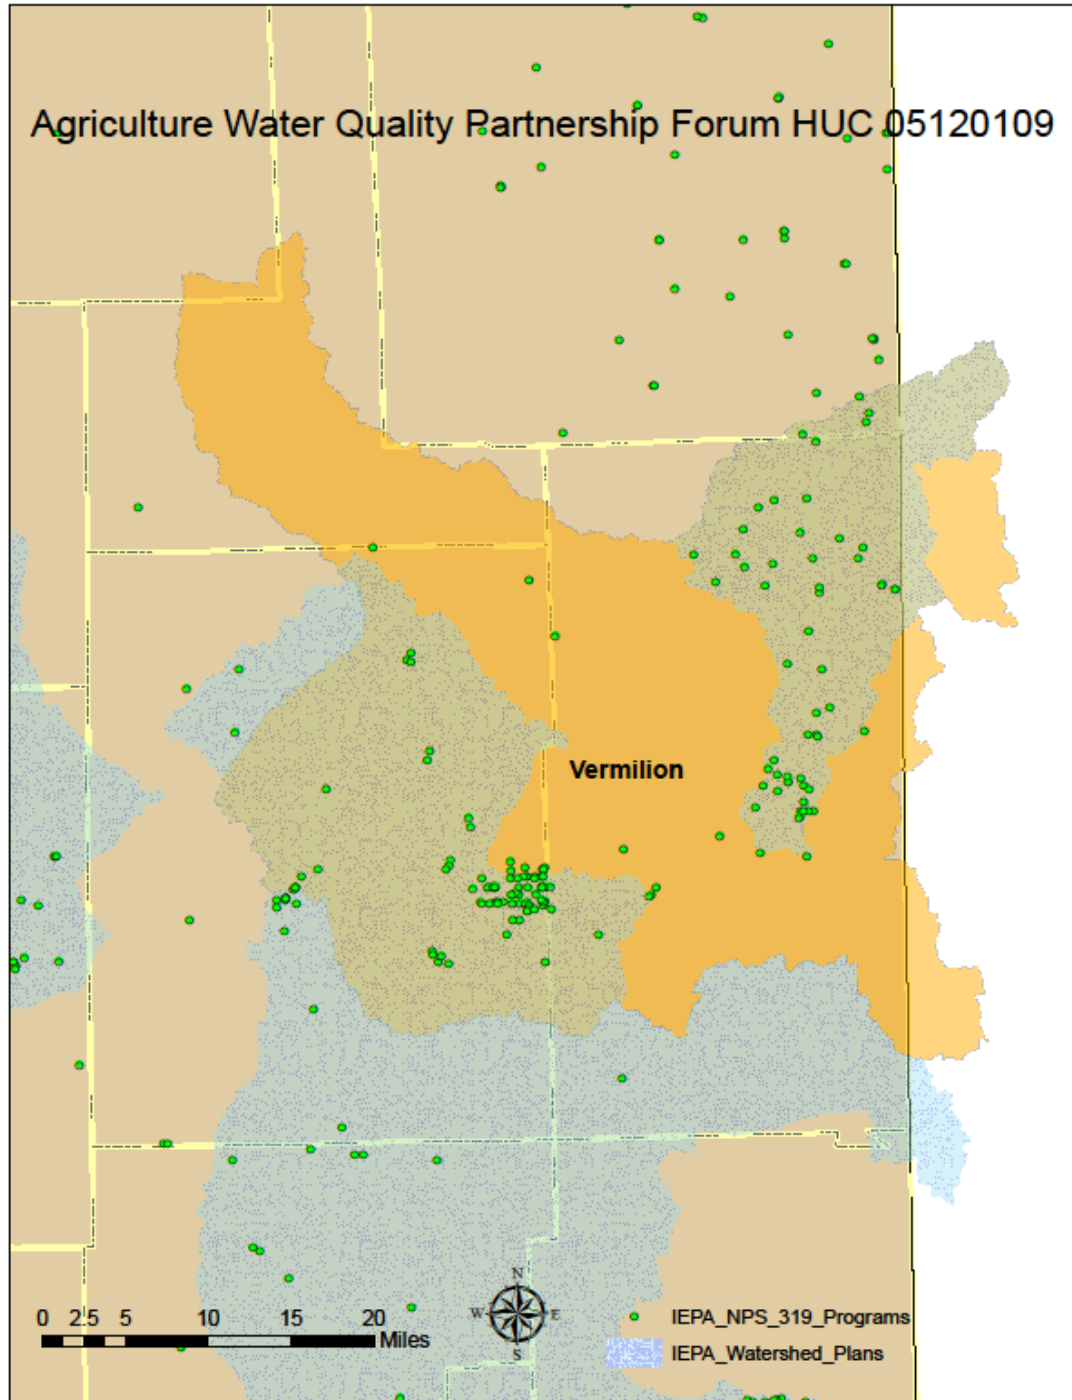 Agriculture Water Quality Partnership Forum HUC 05120109
Vermilion
N
W E
S
0 2.5 5 10 15 20
Miles
IEPA_NPS_319_Programs
IEPA_Watershed_Plans